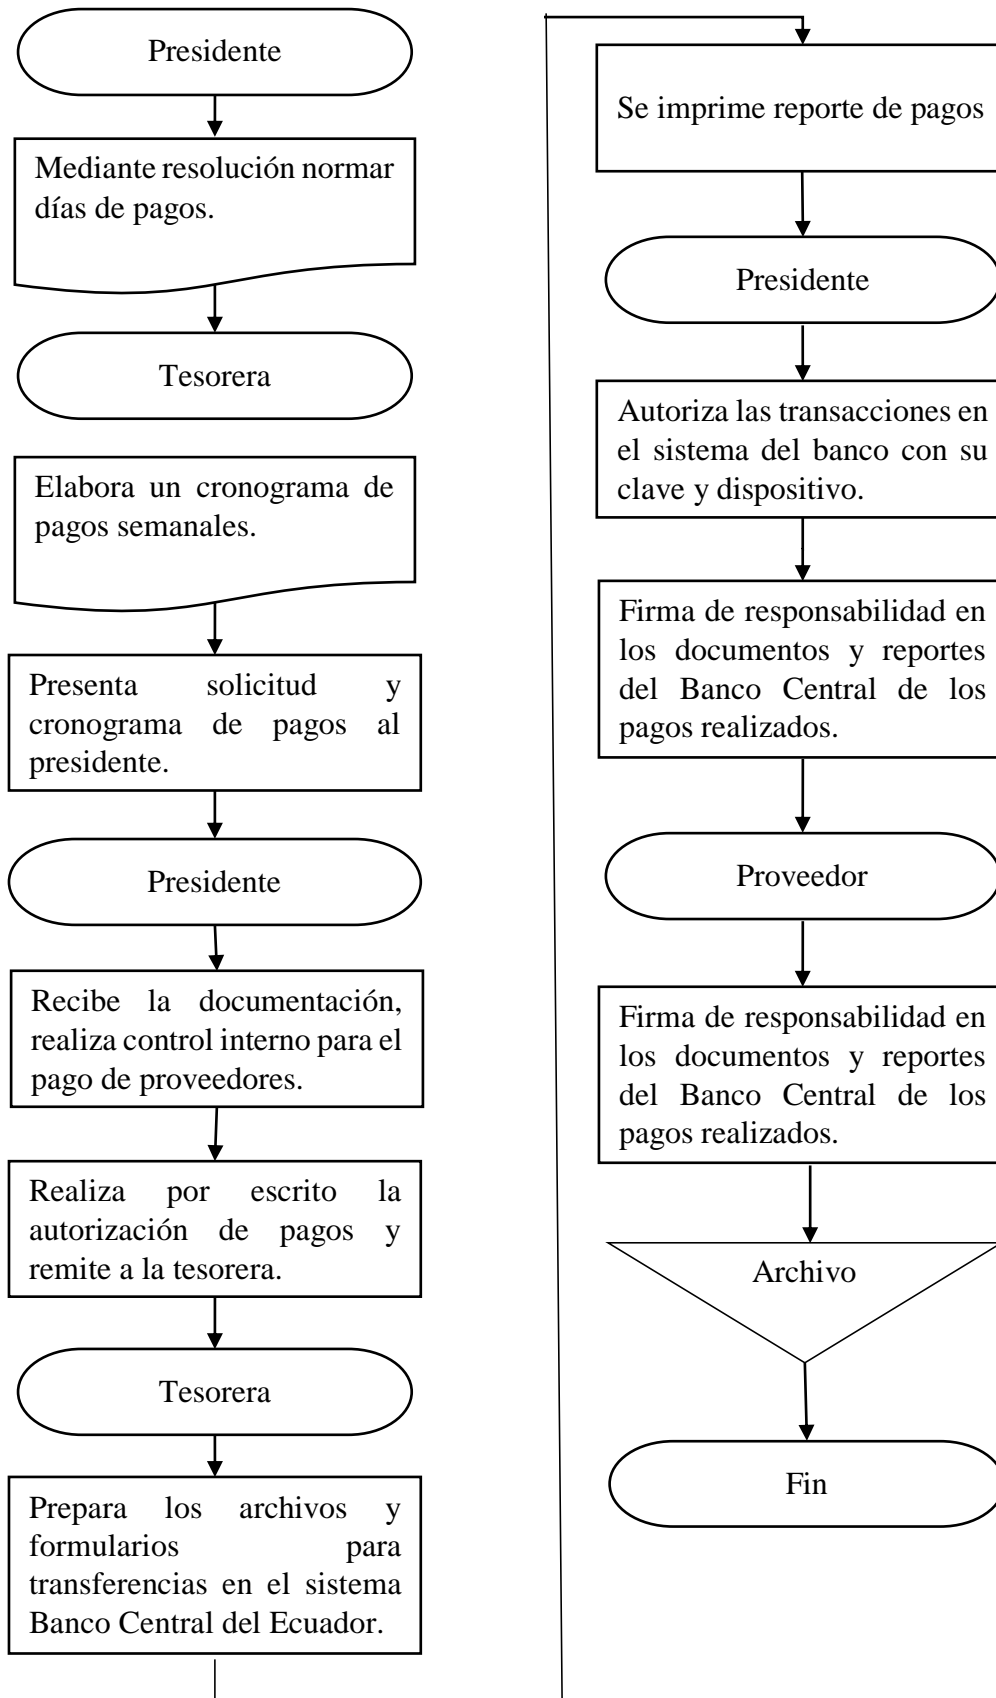 Presidente
Mediante resolución normar
días de pagos.
Tesorera
Elabora un cronograma de
pagos semanales.
Presenta solicitud y
cronograma de pagos al
presidente.
Presidente
Recibe la documentación,
realiza control interno para el
pago de proveedores.
Realiza por escrito la
autorización de pagos y
remite a la tesorera.
Tesorera
Prepara los archivos y
formularios para
transferencias en el sistema
Banco Central del Ecuador.
Se imprime reporte de pagos
Presidente
Autoriza las transacciones en
el sistema del banco con su
clave y dispositivo.
Firma de responsabilidad en
los documentos y reportes
del Banco Central de los
pagos realizados.
Proveedor
Firma de responsabilidad en
los documentos y reportes
del Banco Central de los
pagos realizados.
Archivo
Fin